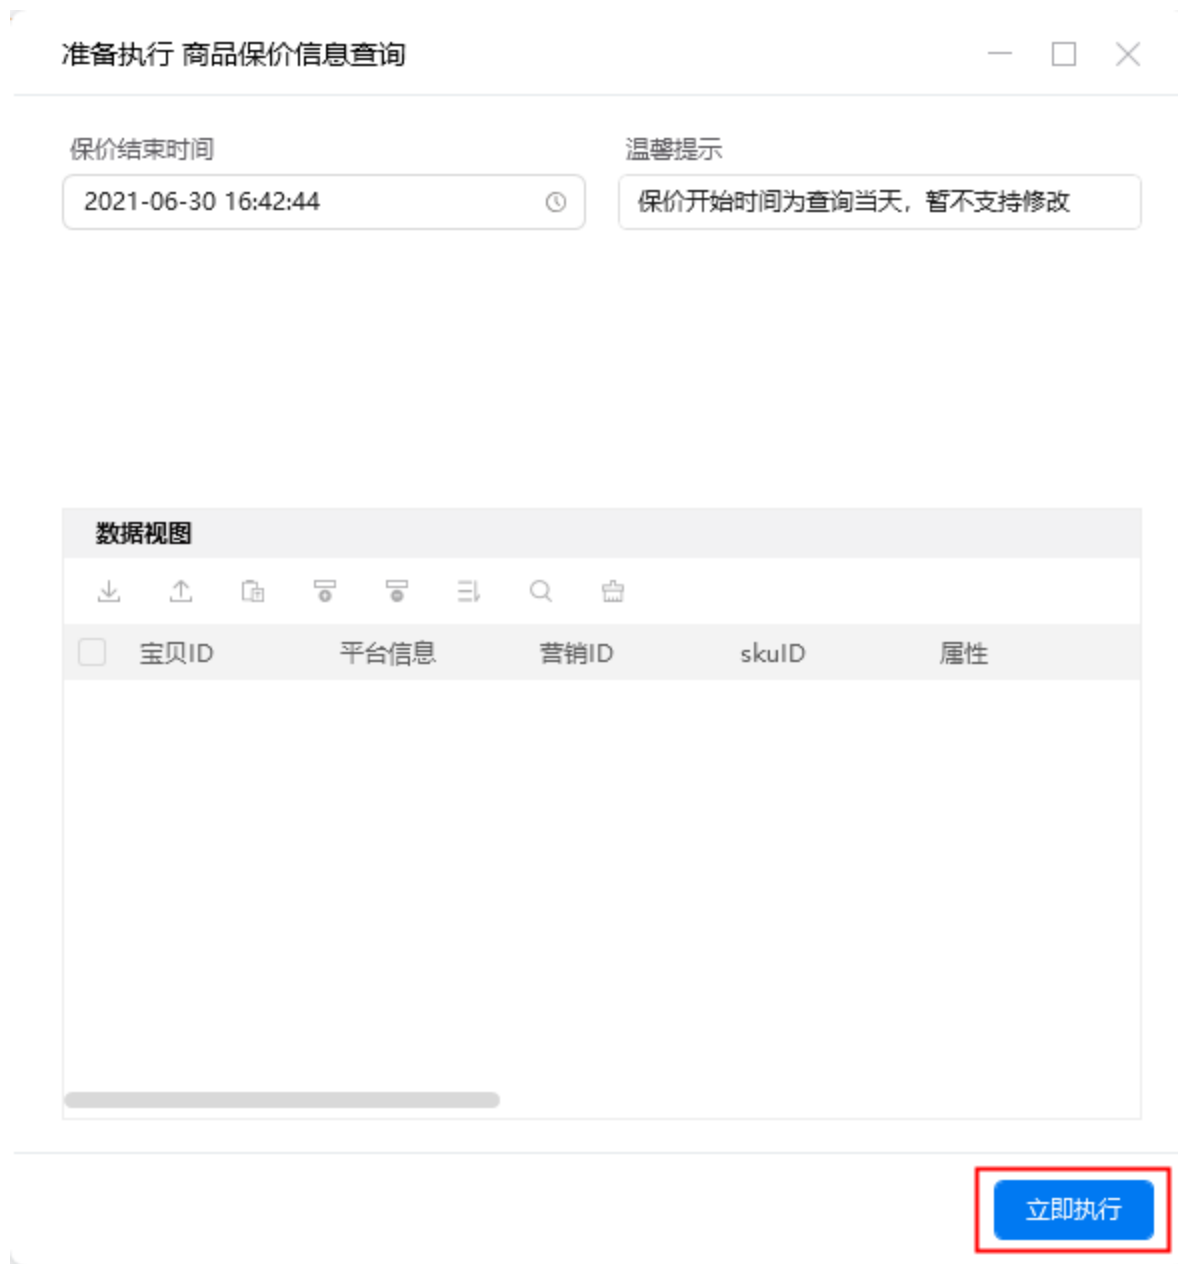 准备执行 商品保价信息查询
保价结束时间
温馨提示
2021-06-30 16:42:44
保价开始时间为查询当天，暂不支持修改
数据视图
宝贝ID 平台信息 营销ID skuID 属性
立即执行